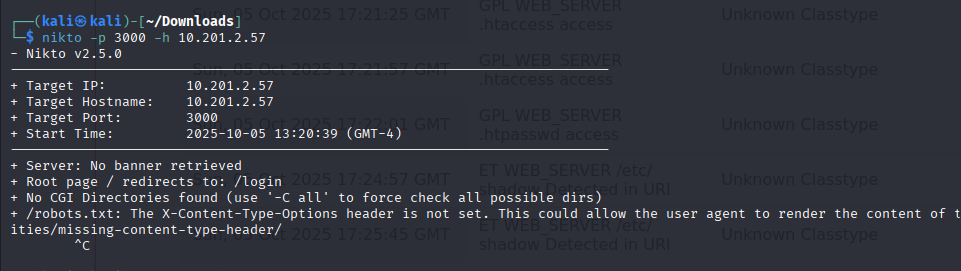 ┌──(kali㉿kali)-[~/Downloads]
└─$ nikto -p 3000 -h 10.201.2.57
- Nikto v2.5.0
---------------------------------------------------------------------------
+ Target IP:          10.201.2.57
+ Target Hostname:    10.201.2.57
+ Target Port:        3000
+ Start Time:         2025-10-05 13:20:39 (GMT-4)
---------------------------------------------------------------------------
+ Server: No banner retrieved
+ Root page / redirects to: /login
+ No CGI Directories found (use '-C all' to force check all possible dirs)
+ /robots.txt: The X-Content-Type-Options header is not set. This could allow the user agent to render the content of t
ities/missing-content-type-header/
^C
Sun, 05 Oct 2025 17:21:25 GMT
GPL WEB_SERVER
.htaccess access
Unknown Classtype
Sun, 05 Oct 2025 17:21:57 GMT
GPL WEB_SERVER
.htaccess access
Unknown Classtype
2025 17:22:01 GMT
GPL WEB_SERVER
.htpasswd access
Unknown Classtype
Sun, 05 Oct 2025 17:24:57 GMT
ET WEB_SERVER /etc/
shadow Detected in URI
Unknown Classtype
2025 17:25:45 GMT
ET WEB_SERVER /etc/
shadow Detected in URI
Unknown Classtype